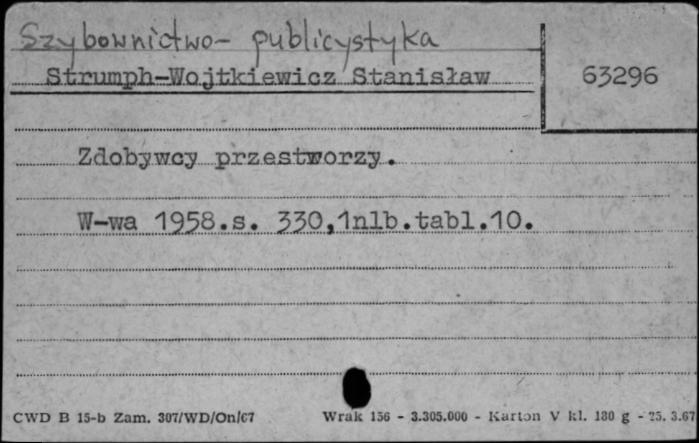 Szybownictwo - publicystyka
Strumph-Wojtkiewicz Stanisław
63296
Zdobywcy przestworzy.
W-wa 1958.s. 330,1nlb.tabl.10.
CWD B 15-b Zam. 307/WD/On/67 Wrak 156 - 3.305.000 - Karton V kl. 180 g - 25. 3.67